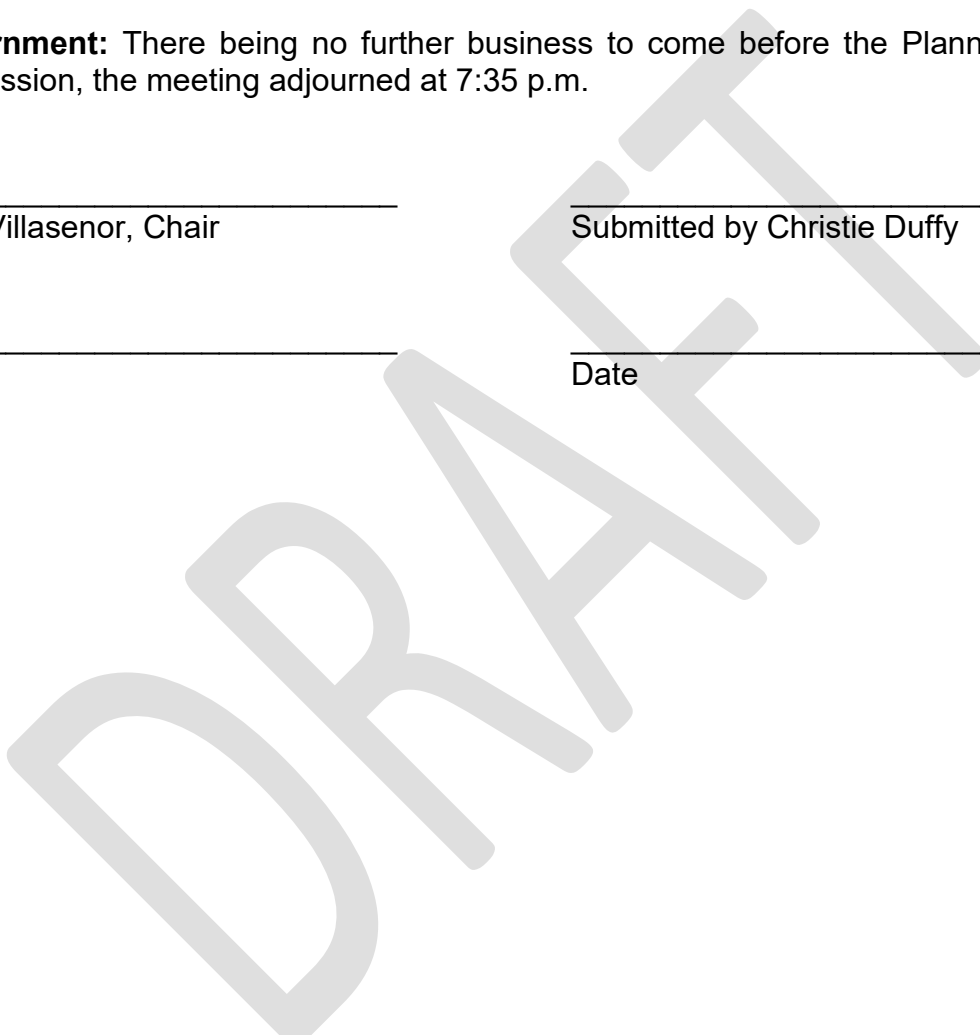 rnment: There being no further business to come before the Plann
ssion, the meeting adjourned at 7:35 p.m.
Villasenor, Chair
Submitted by Christie Duffy
Date
DRAFT